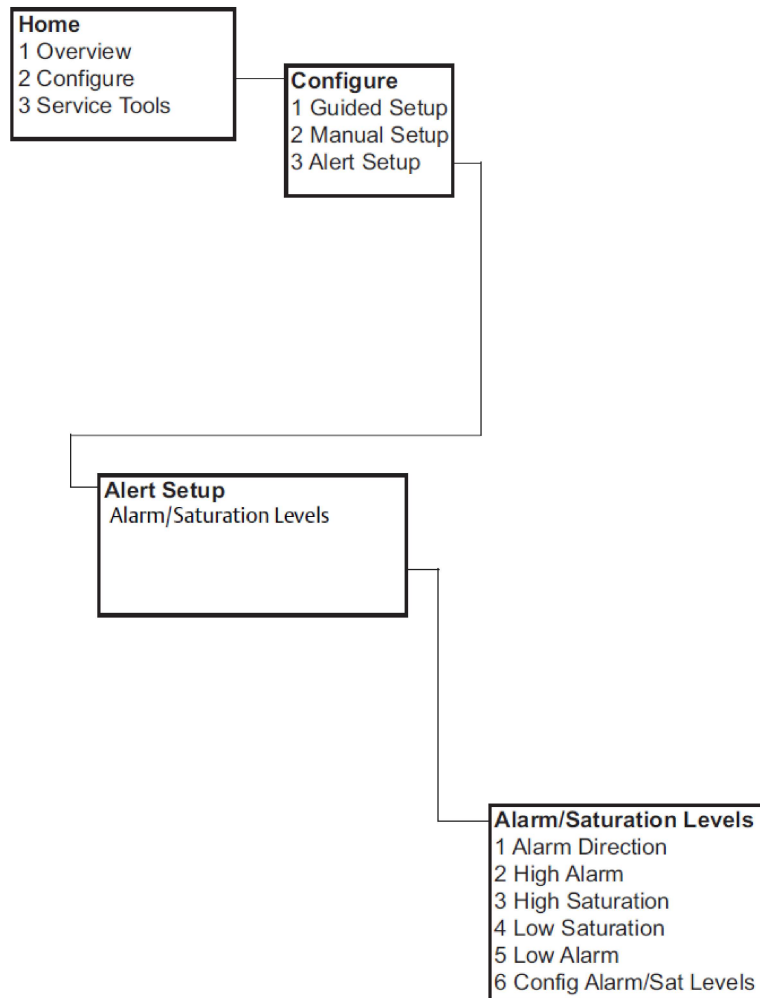 Home
1 Overview
2 Configure
3 Service Tools
Configure
1 Guided Setup
2 Manual Setup
3 Alert Setup
Alert Setup
Alarm/Saturation Levels
Alarm/Saturation Levels
1 Alarm Direction
2 High Alarm
3 High Saturation
4 Low Saturation
5 Low Alarm
6 Config Alarm/Sat Levels